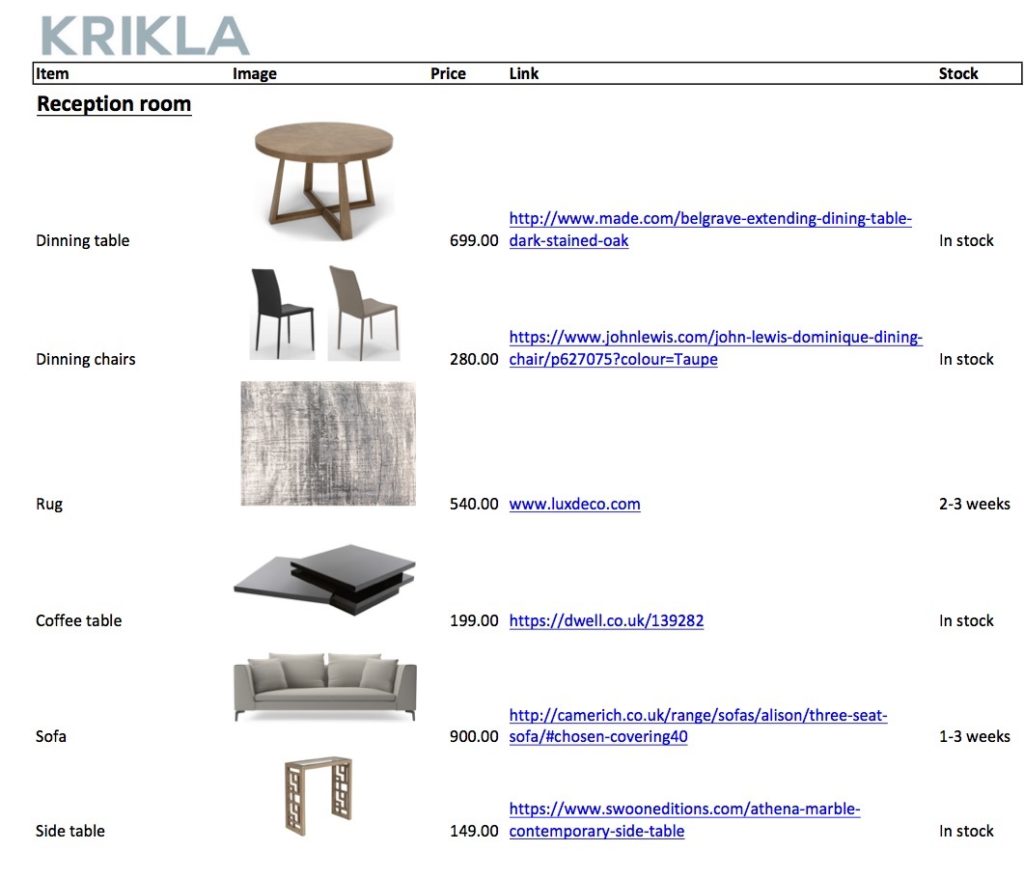 KRIKLA
Item Image Price Link Stock
Reception room
http://www.made.com/belgrave-extending-dining-table-
Dinning table 699.00 dark-stained-oak In stock
https://www.johnlewis.com/john-lewis-dominique-dining-
Dinning chairs 280.00 chair/p627075?colour=Taupe In stock
Rug 540.00 www.luxdeco.com 2-3 weeks
Coffee table 199.00 https://dwell.co.uk/139282 In stock
http://camerich.co.uk/range/sofas/alison/three-seat-
Sofa 900.00 sofa/#chosen-covering40 1-3 weeks
https://www.swooneditions.com/athena-marble-
Side table 149.00 contemporary-side-table In stock